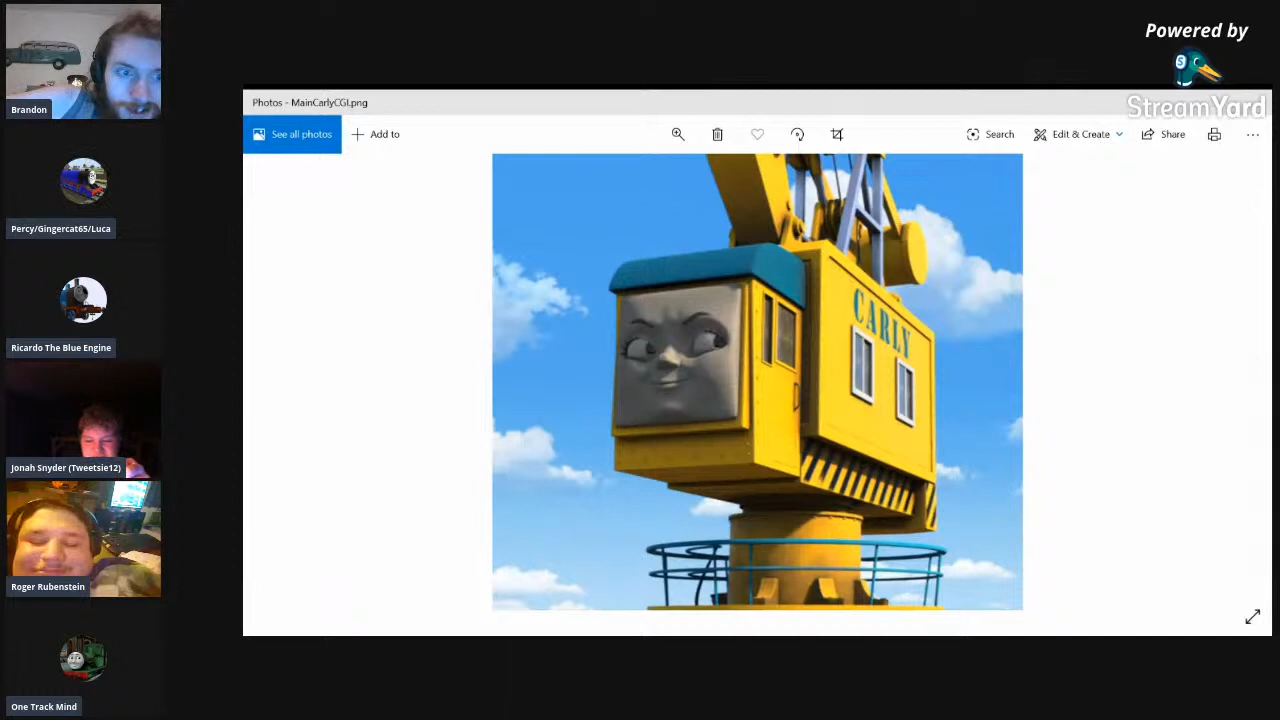 Powered by
StreamYard
Brandon
Percy/Gingercat65/Luca
Ricardo The Blue Engine
Jonah Snyder (Tweetsie12)
Roger Rubenstein
One Track Mind
Photos - MainCarlyCGI.png
See all photos
Add to
Search
Edit & Create
Share
CARLY